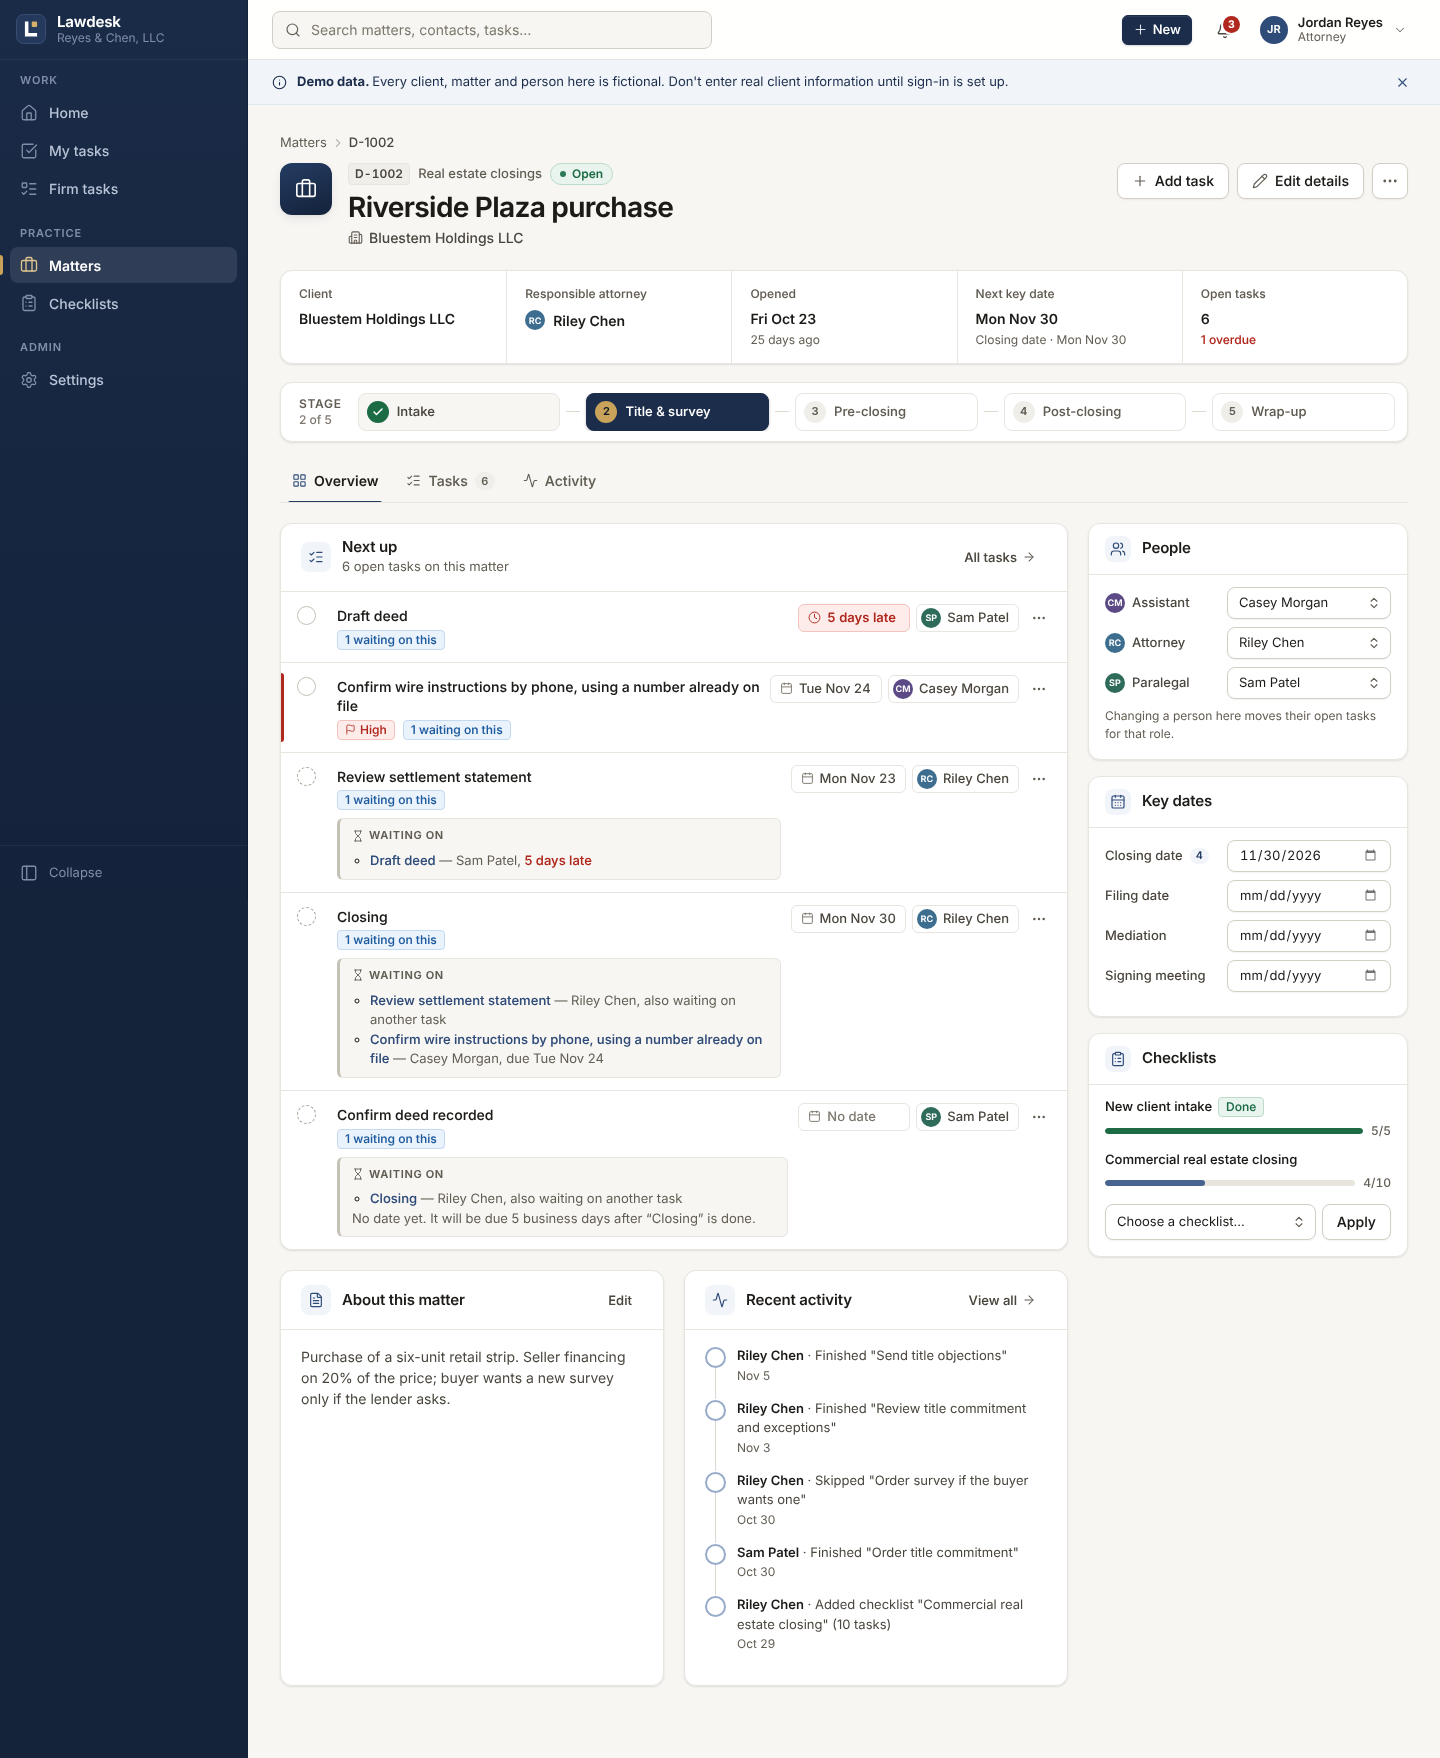 Lawdesk
Reyes & Chen, LLC
WORK
Home
My tasks
Firm tasks
PRACTICE
Matters
Checklists
ADMIN
Settings
Collapse
Search matters, contacts, tasks...
New
3
JR
Jordan Reyes
Attorney
Demo data. Every client, matter and person here is fictional. Don't enter real client information until sign-in is set up.
Matters > D-1002
D-1002 Real estate closings Open
Riverside Plaza purchase
Bluestem Holdings LLC
Add task
Edit details
Client
Bluestem Holdings LLC
Responsible attorney
RC Riley Chen
Opened
Fri Oct 23
25 days ago
Next key date
Mon Nov 30
Closing date · Mon Nov 30
Open tasks
6
1 overdue
STAGE
2 of 5
Intake
2 Title & survey
3 Pre-closing
4 Post-closing
5 Wrap-up
Overview
Tasks 6
Activity
Next up
6 open tasks on this matter
All tasks
Draft deed
1 waiting on this
5 days late
SP Sam Patel
Confirm wire instructions by phone, using a number already on
file
High
1 waiting on this
Tue Nov 24
CM Casey Morgan
Review settlement statement
1 waiting on this
Mon Nov 23
RC Riley Chen
WAITING ON
Draft deed — Sam Patel, 5 days late
Closing
1 waiting on this
Mon Nov 30
RC Riley Chen
WAITING ON
Review settlement statement — Riley Chen, also waiting on
another task
Confirm wire instructions by phone, using a number already on
file — Casey Morgan, due Tue Nov 24
Confirm deed recorded
1 waiting on this
No date
SP Sam Patel
WAITING ON
Closing — Riley Chen, also waiting on another task
No date yet. It will be due 5 business days after “Closing” is done.
About this matter
Edit
Purchase of a six-unit retail strip. Seller financing
on 20% of the price; buyer wants a new survey
only if the lender asks.
Recent activity
View all
Riley Chen · Finished "Send title objections"
Nov 5
Riley Chen · Finished "Review title commitment
and exceptions"
Nov 3
Riley Chen · Skipped "Order survey if the buyer
wants one"
Oct 30
Sam Patel · Finished "Order title commitment"
Oct 30
Riley Chen · Added checklist "Commercial real
estate closing" (10 tasks)
Oct 29
People
CM Assistant
Casey Morgan
RC Attorney
Riley Chen
SP Paralegal
Sam Patel
Changing a person here moves their open tasks
for that role.
Key dates
Closing date 4
11/30/2026
Filing date
mm/dd/yyyy
Mediation
mm/dd/yyyy
Signing meeting
mm/dd/yyyy
Checklists
New client intake Done
5/5
Commercial real estate closing
4/10
Choose a checklist...
Apply